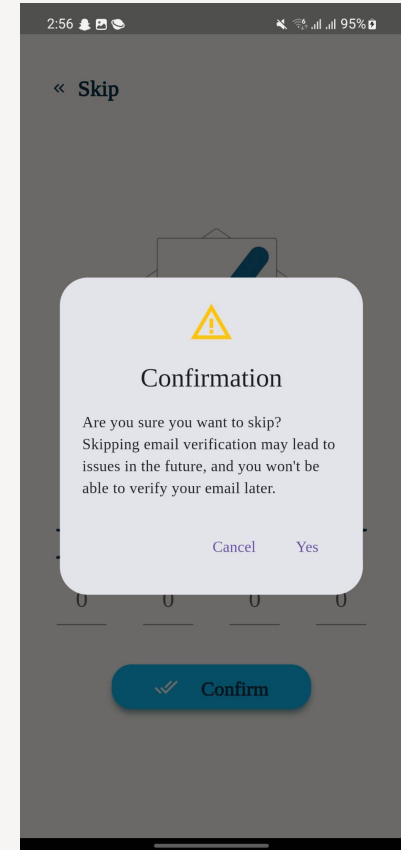 2:56 95%
« Skip
Confirmation
Are you sure you want to skip?
Skipping email verification may lead to
issues in the future, and you won't be
able to verify your email later.
Cancel Yes
0 0 0 0
Confirm